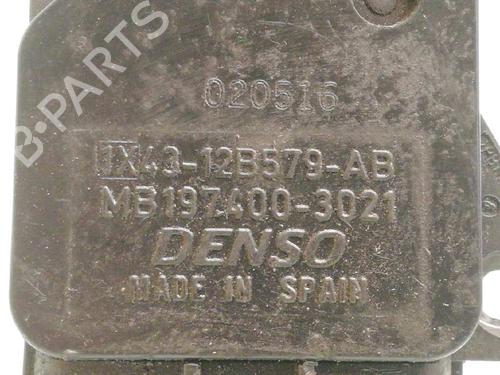 B-PARTS
020516
1X43-12B579-AB
MB197400-3021
DENSO
MADE IN SPAIN